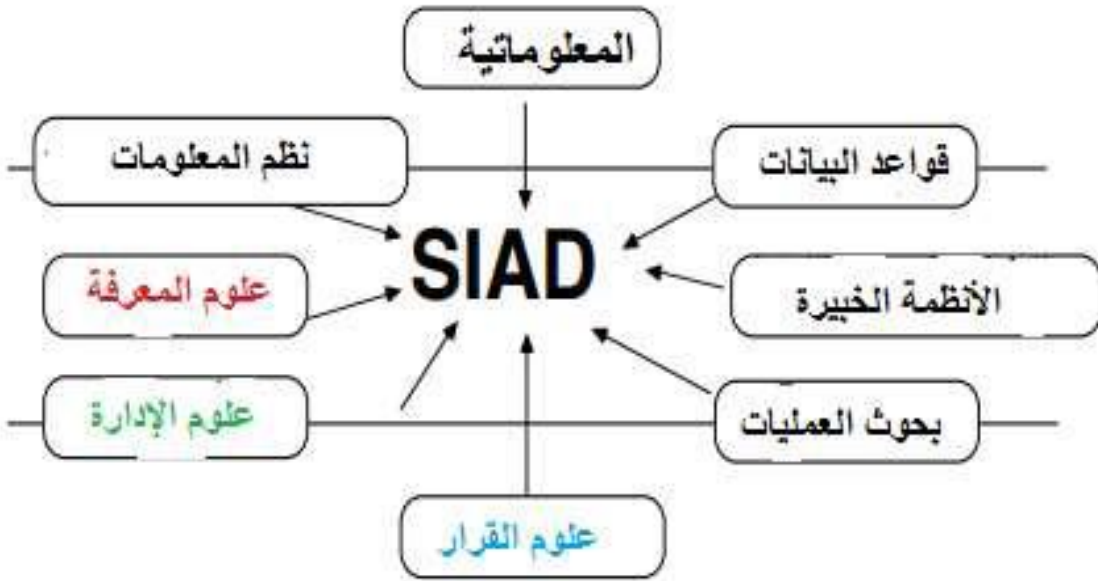 المعلوماتية
قواعد البيانات
نظم المعلومات
SIAD
الأنظمة الخبيرة
علوم المعرفة
بحوث العمليات
علوم الإدارة
علوم القرار